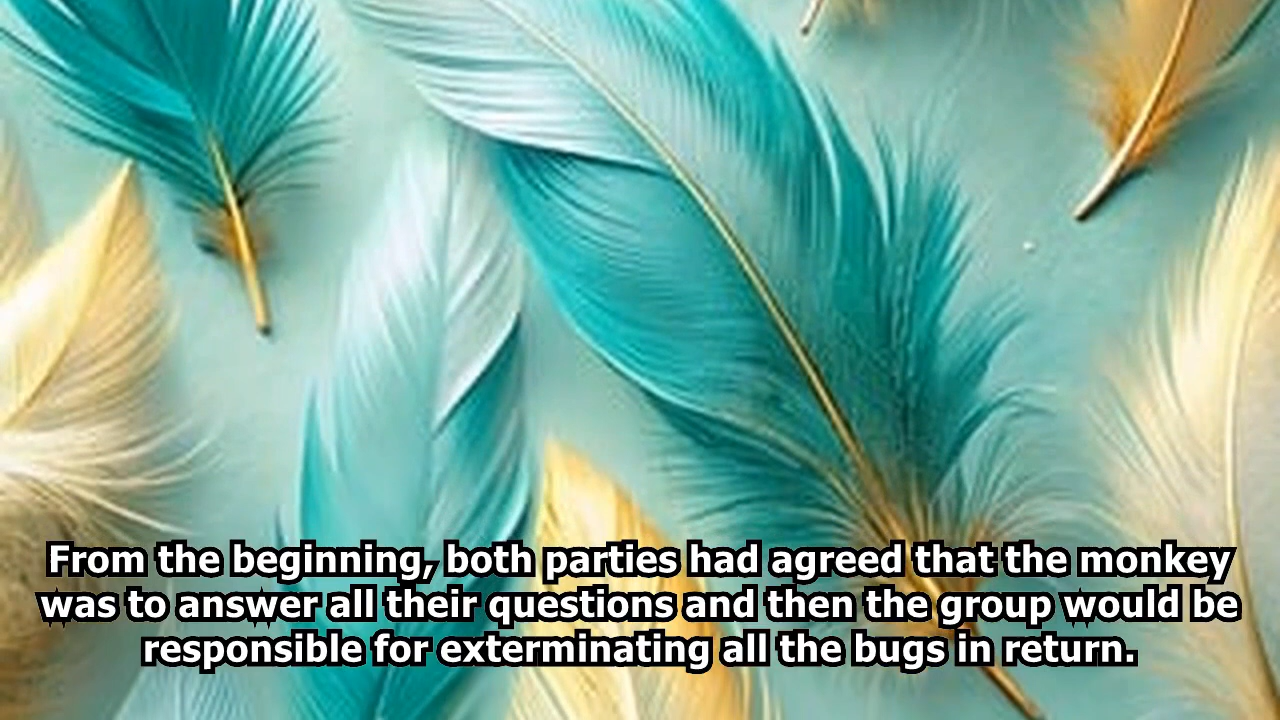 From the beginning, both parties had agreed that the monkey
was to answer all their questions and then the group would be
responsible for exterminating all the bugs in return.